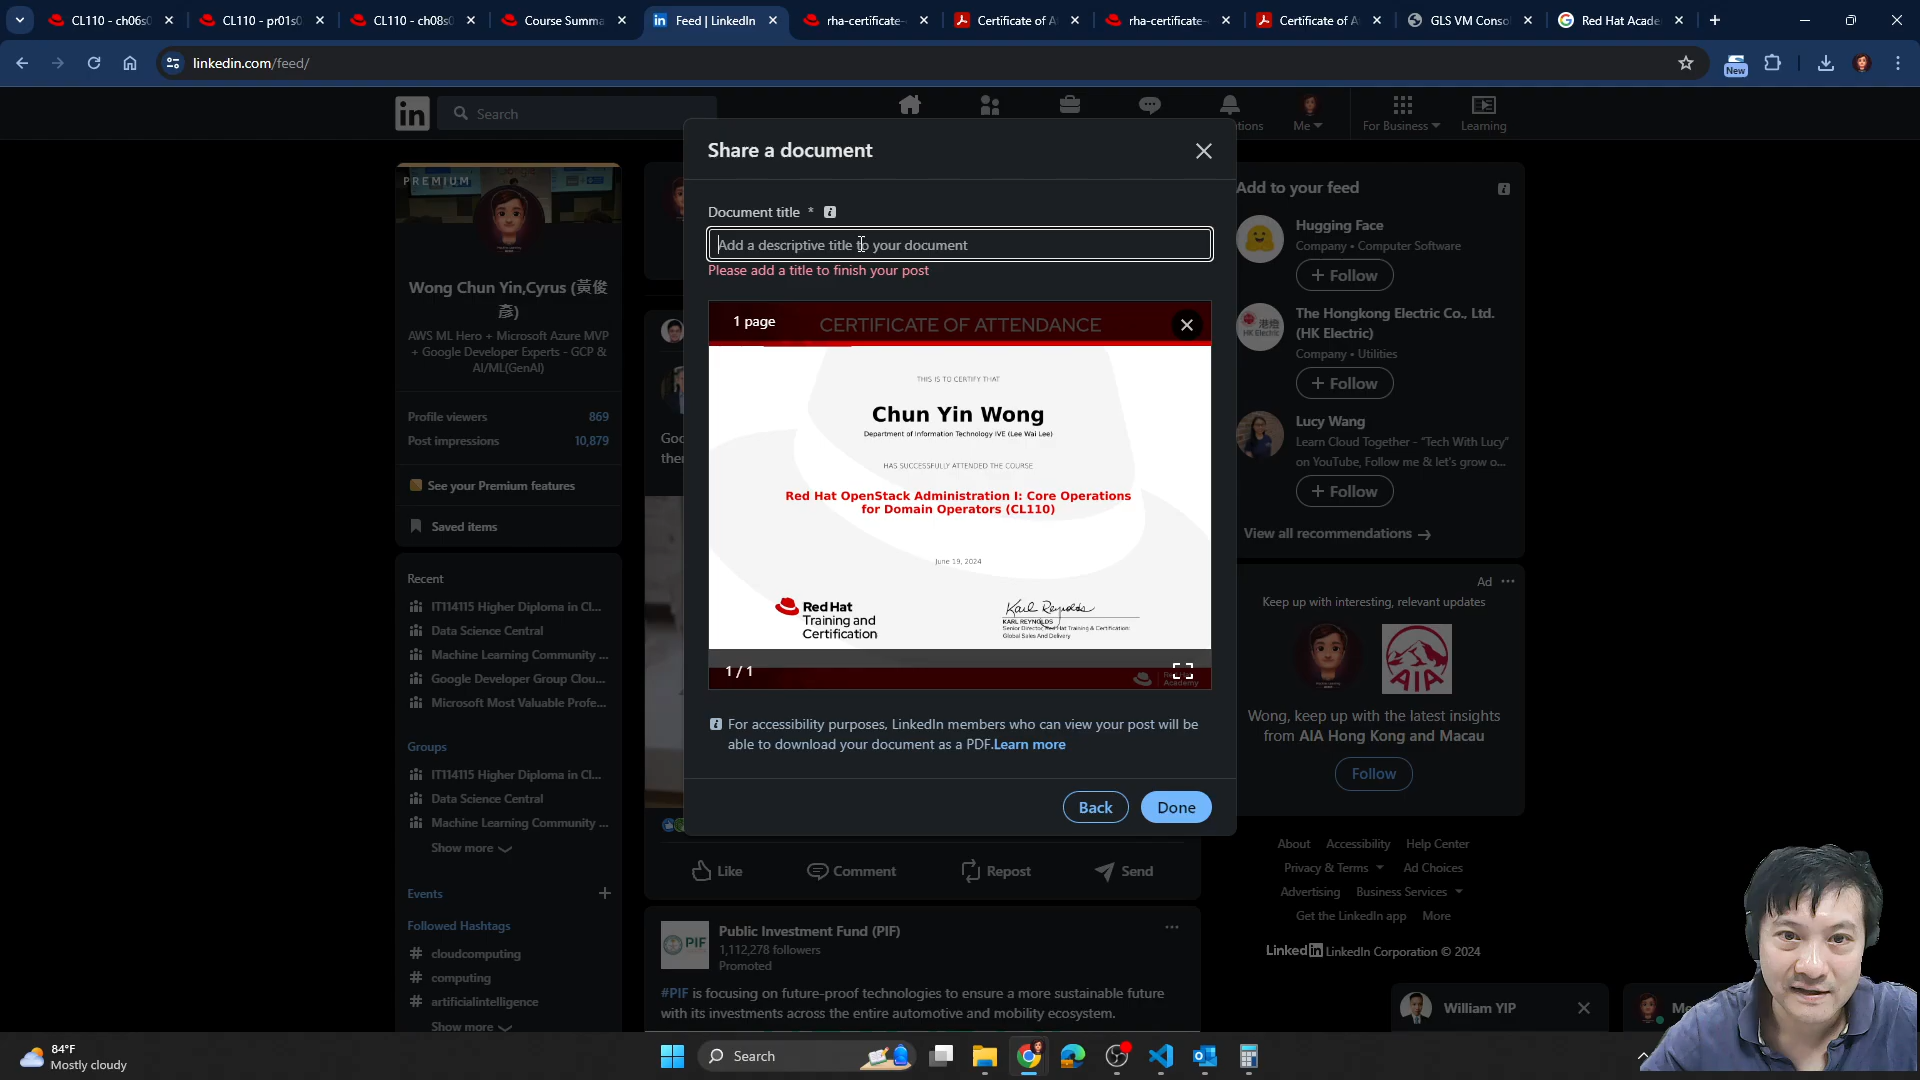 CL110 - ch06s0
CL110 - pr01s0
CL110 - ch08s0
Course Summa
Feed | LinkedIn
rha-certificate-
Certificate of A
rha-certificate-
Certificate of A
GLS VM Conso
Red Hat Acade
linkedin.com/feed/
New
Search
Me
For Business
Learning
Share a document
Document title *
Add a descriptive title to your document
Please add a title to finish your post
1 page
CERTIFICATE OF ATTENDANCE
THIS IS TO CERTIFY THAT
Chun Yin Wong
Department of Information Technology IVE (Lee Wai Lee)
HAS SUCCESSFULLY ATTENDED THE COURSE
Red Hat OpenStack Administration I: Core Operations
for Domain Operators (CL110)
June 19, 2024
Red Hat
Training and
Certification
Karl Reynolds
KARL REYNOLDS
Senior Director, Red Hat Training & Certification
Global Sales And Delivery
1 / 1
For accessibility purposes, LinkedIn members who can view your post will be
able to download your document as a PDF.Learn more
Back
Done
PREMIUM
Wong Chun Yin,Cyrus (黃俊
彥)
AWS ML Hero + Microsoft Azure MVP
+ Google Developer Experts - GCP &
AI/ML(GenAI)
Profile viewers 869
Post impressions 10,879
See your Premium features
Saved items
Recent
IT114115 Higher Diploma in Cl...
Data Science Central
Machine Learning Community ...
Google Developer Group Clou...
Microsoft Most Valuable Profe...
Groups
IT114115 Higher Diploma in Cl...
Data Science Central
Machine Learning Community ...
Show more
Events
Followed Hashtags
# cloudcomputing
# computing
# artificialintelligence
Show more
Like
Comment
Repost
Send
PIF
Public Investment Fund (PIF)
1,112,278 followers
Promoted
#PIF is focusing on future-proof technologies to ensure a more sustainable future
with its investments across the entire automotive and mobility ecosystem.
Add to your feed
Hugging Face
Company • Computer Software
+ Follow
The Hongkong Electric Co., Ltd.
(HK Electric)
Company • Utilities
+ Follow
Lucy Wang
Learn Cloud Together - "Tech With Lucy"
on YouTube, Follow me & let's grow o...
+ Follow
View all recommendations →
Ad
Keep up with interesting, relevant updates
AIA
Wong, keep up with the latest insights
from AIA Hong Kong and Macau
Follow
About Accessibility Help Center
Privacy & Terms Ad Choices
Advertising Business Services
Get the LinkedIn app More
LinkedIn LinkedIn Corporation © 2024
William YIP
84°F
Mostly cloudy
Search